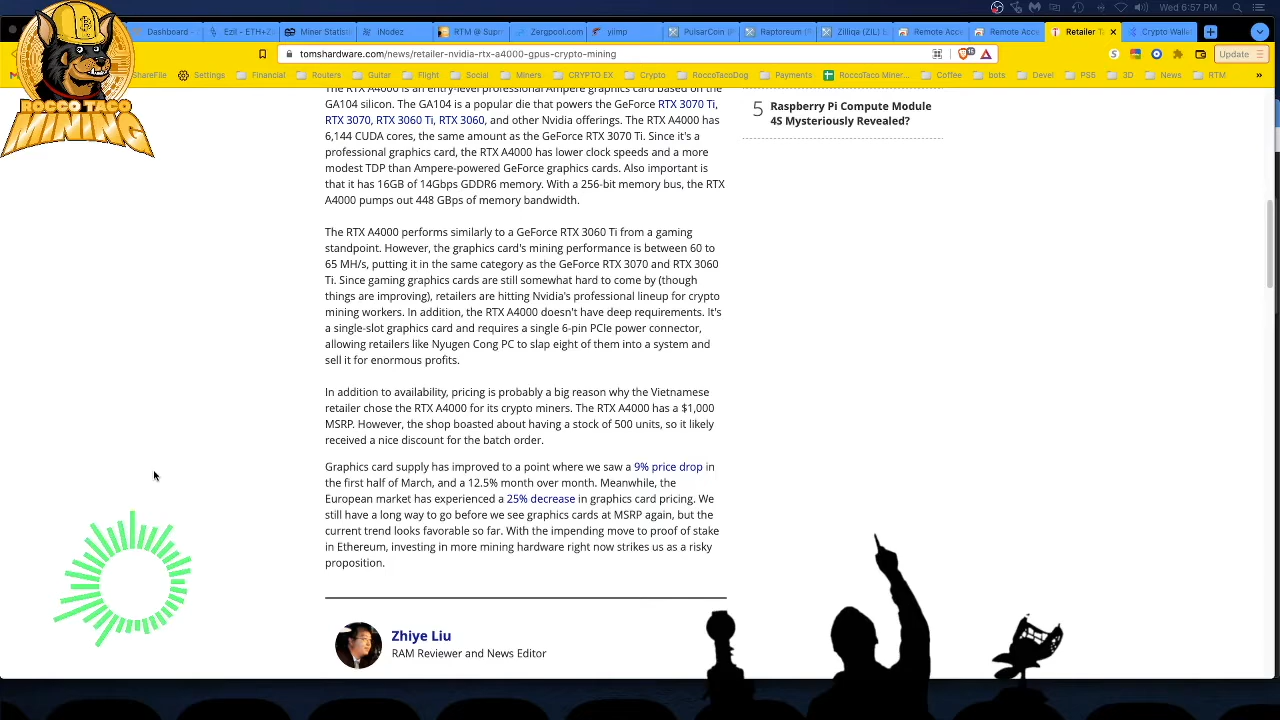 Wed 6:57 PM
Dashboard -
Ezil - ETH+Z
Miner Statisti
iNodez
RTM @ Supr
Zergpool.com
yiimp
PulsarCoin (P
Raptoreum (
Zilliqa (ZIL) 
Remote Acce
Remote Acce
Retailer T
Crypto Walle
tomshardware.com/news/retailer-nvidia-rtx-a4000-gpus-crypto-mining
Update
ShareFile
Settings
Financial
Routers
Guitar
Flight
Social
Miners
CRYPTO EX
Crypto
RoccoTacoDog
Payments
RoccoTaco Miner...
Coffee
bots
Devel
PS5
3D
News
RTM
»
ROCCO TACO
MINING
The RTX A4000 is an entry-level professional Ampere graphics card based on the
GA104 silicon. The GA104 is a popular die that powers the GeForce RTX 3070 Ti,
RTX 3070, RTX 3060 Ti, RTX 3060, and other Nvidia offerings. The RTX A4000 has
6,144 CUDA cores, the same amount as the GeForce RTX 3070 Ti. Since it's a
professional graphics card, the RTX A4000 has lower clock speeds and a more
modest TDP than Ampere-powered GeForce graphics cards. Also important is
that it has 16GB of 14Gbps GDDR6 memory. With a 256-bit memory bus, the RTX
A4000 pumps out 448 GBps of memory bandwidth.
The RTX A4000 performs similarly to a GeForce RTX 3060 Ti from a gaming
standpoint. However, the graphics card's mining performance is between 60 to
65 MH/s, putting it in the same category as the GeForce RTX 3070 and RTX 3060
Ti. Since gaming graphics cards are still somewhat hard to come by (though
things are improving), retailers are hitting Nvidia's professional lineup for crypto
mining workers. In addition, the RTX A4000 doesn't have deep requirements. It's
a single-slot graphics card and requires a single 6-pin PCIe power connector,
allowing retailers like Nyugen Cong PC to slap eight of them into a system and
sell it for enormous profits.
In addition to availability, pricing is probably a big reason why the Vietnamese
retailer chose the RTX A4000 for its crypto miners. The RTX A4000 has a $1,000
MSRP. However, the shop boasted about having a stock of 500 units, so it likely
received a nice discount for the batch order.
Graphics card supply has improved to a point where we saw a 9% price drop in
the first half of March, and a 12.5% month over month. Meanwhile, the
European market has experienced a 25% decrease in graphics card pricing. We
still have a long way to go before we see graphics cards at MSRP again, but the
current trend looks favorable so far. With the impending move to proof of stake
in Ethereum, investing in more mining hardware right now strikes us as a risky
proposition.
Zhiye Liu
RAM Reviewer and News Editor
5
Raspberry Pi Compute Module
4S Mysteriously Revealed?